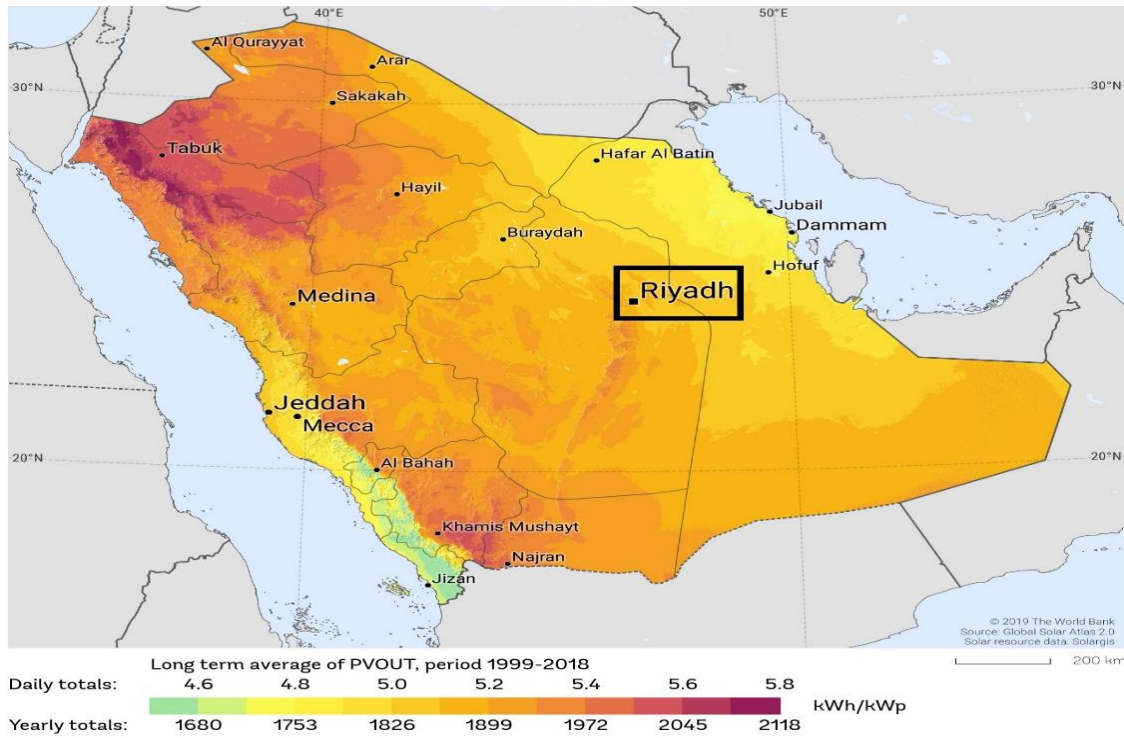 40°E
50°E
Al Qurayyat
Arar
30°N
30°N
Sakakah
Tabuk
Hafar Al Batin
Hayil
Jubail
Buraydah
Dammam
Hofuf
Medina
Riyadh
Jeddah
Mecca
20°N
Al Bahah
20°N
Khamis Mushayt
Najran
Jizan
© 2019 The World Bank
Source: Global Solar Atlas 2.0
Solar resource data: Solargis
Long term average of PVOUT, period 1999-2018
200 km
Daily totals: 4.6 4.8 5.0 5.2 5.4 5.6 5.8
kWh/kWp
Yearly totals: 1680 1753 1826 1899 1972 2045 2118